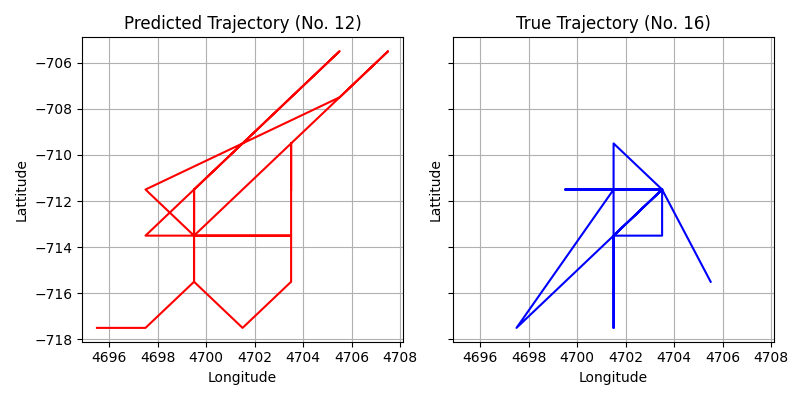 Predicted Trajectory (No. 12)
True Trajectory (No. 16)
−706
−708
−710
−712
−714
−716
−718
Lattitude
Lattitude
4696 4698 4700 4702 4704 4706 4708
4696 4698 4700 4702 4704 4706 4708
Longitude
Longitude